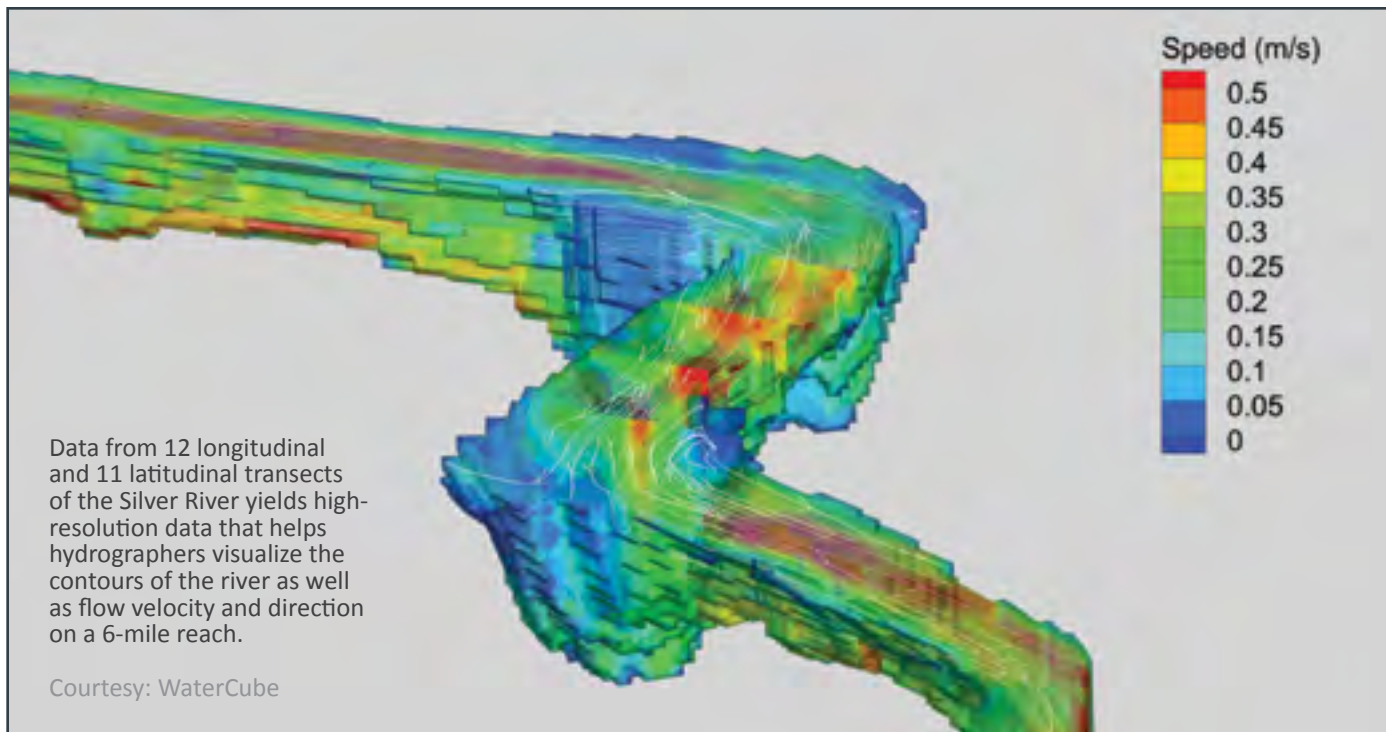 Speed (m/s)
0.5
0.45
0.4
0.35
0.3
0.25
0.2
0.15
0.1
0.05
0
Data from 12 longitudinal
and 11 latitudinal transects
of the Silver River yields high-
resolution data that helps
hydrographers visualize the
contours of the river as well
as flow velocity and direction
on a 6-mile reach.
Courtesy: WaterCube